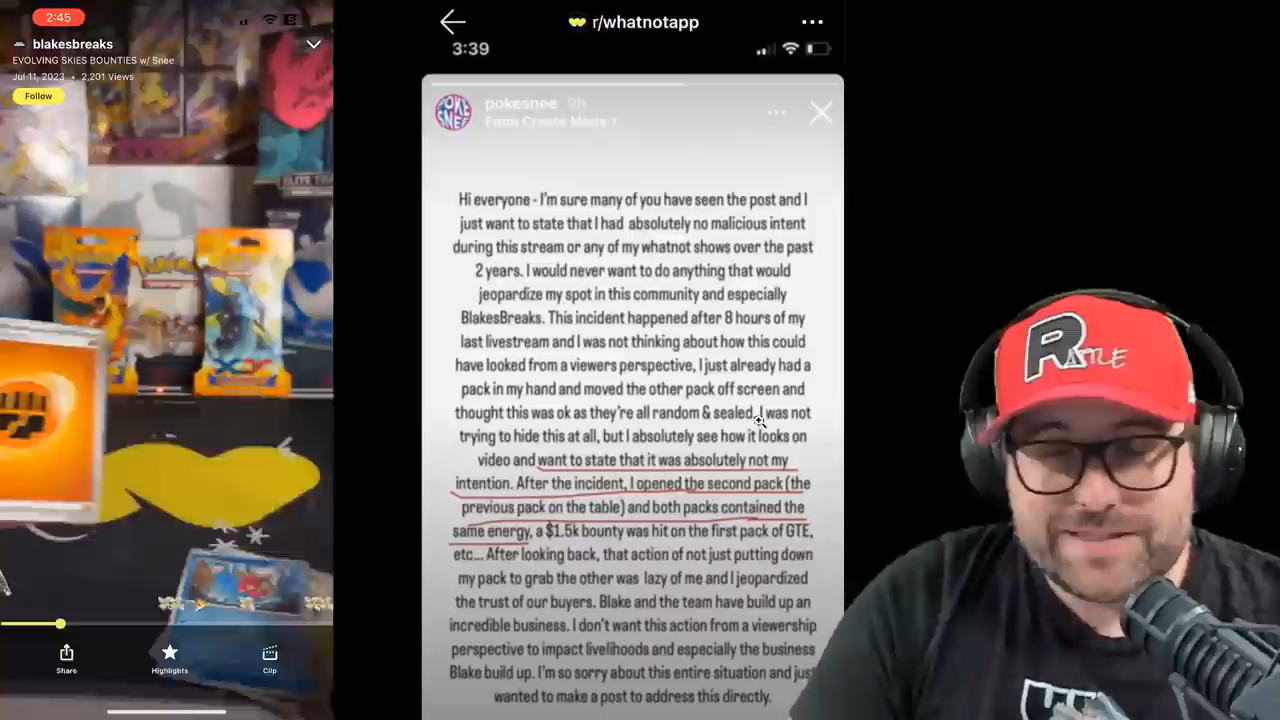 2:45
blakesbreaks
EVOLVING SKIES BOUNTIES w/ Snee
Jul 11, 2023 • 2,201 Views
Follow
Share
Highlights
Clip
r/whatnotapp
3:39
pokesnee 9h
From Create Mode >
Hi everyone - I'm sure many of you have seen the post and I
just want to state that I had absolutely no malicious intent
during this stream or any of my whatnot shows over the past
2 years. I would never want to do anything that would
jeopardize my spot in this community and especially
BlakesBreaks. This incident happened after 8 hours of my
last livestream and I was not thinking about how this could
have looked from a viewers perspective, I just already had a
pack in my hand and moved the other pack off screen and
thought this was ok as they're all random & sealed. I was not
trying to hide this at all, but I absolutely see how it looks on
video and want to state that it was absolutely not my
intention. After the incident, I opened the second pack (the
previous pack on the table) and both packs contained the
same energy, a $1.5k bounty was hit on the first pack of GTE,
etc... After looking back, that action of not just putting down
my pack to grab the other was lazy of me and I jeopardized
the trust of our buyers. Blake and the team have build up an
incredible business. I don't want this action from a viewership
perspective to impact livelihoods and especially the business
Blake build up. I'm so sorry about this entire situation and just
wanted to make a post to address this directly.
POKE
SNEE
ELITE TRA
RATTLE